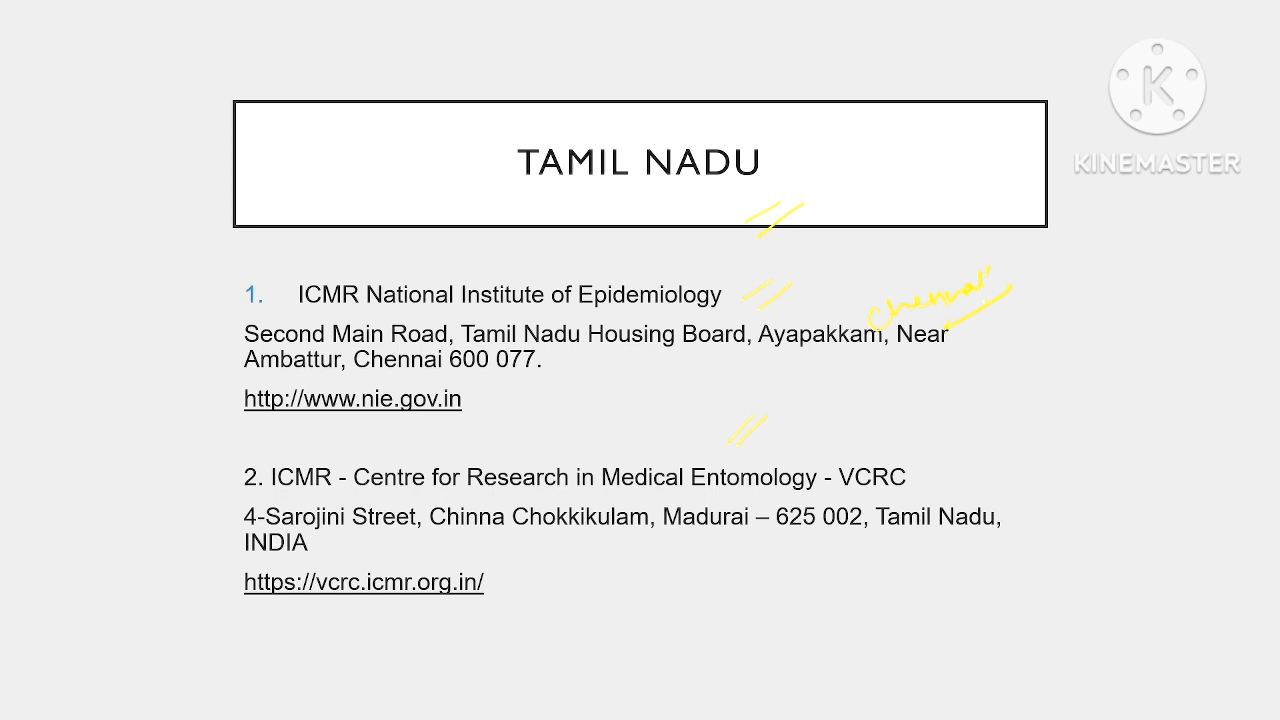 TAMIL NADU
1. ICMR National Institute of Epidemiology
Chennai
Second Main Road, Tamil Nadu Housing Board, Ayapakkam, Near
Ambattur, Chennai 600 077.
http://www.nie.gov.in
2. ICMR - Centre for Research in Medical Entomology - VCRC
4-Sarojini Street, Chinna Chokkikulam, Madurai – 625 002, Tamil Nadu,
INDIA
https://vcrc.icmr.org.in/
K
KINEMASTER